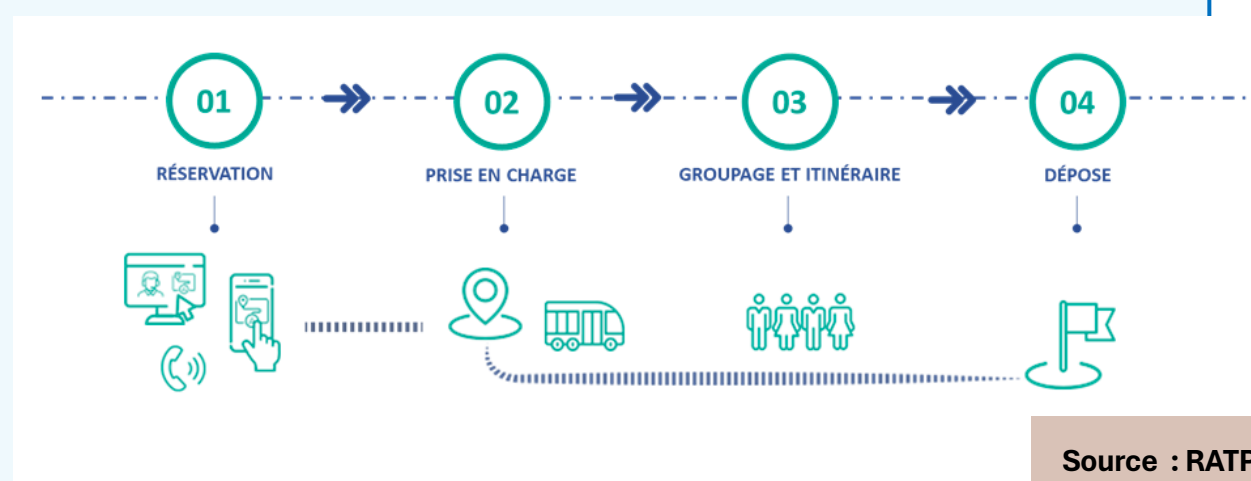 01 02 03 04
RÉSERVATION PRISE EN CHARGE GROUPAGE ET ITINÉRAIRE DÉPOSE
Source : RATP